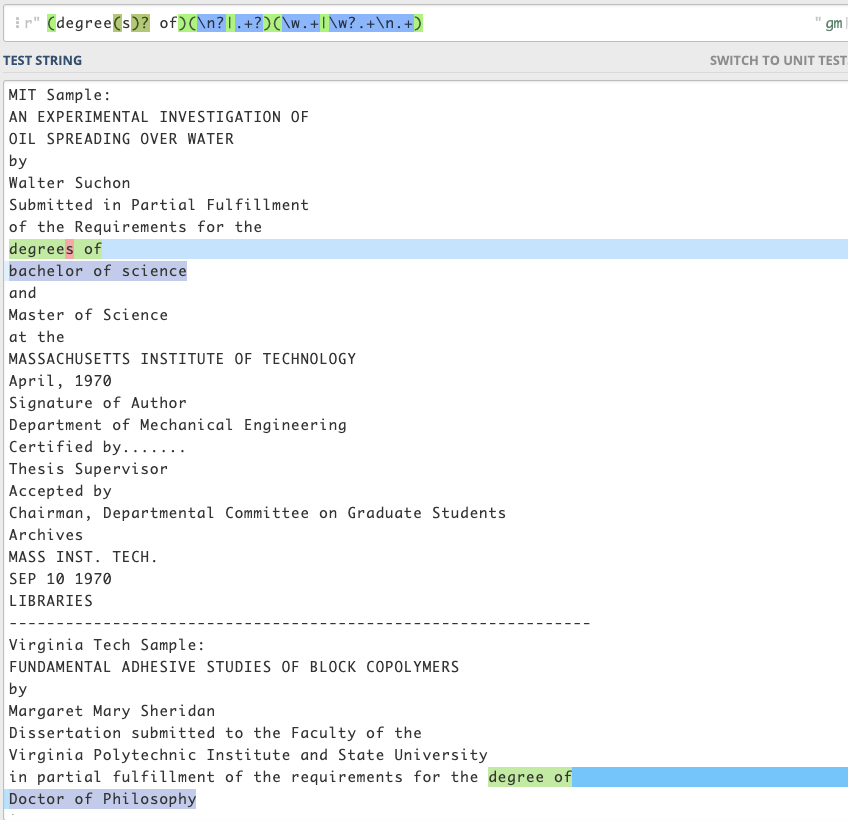 r" (degree(s)? of)(\n?|.+?)(\w.+|\w?.+\n.+) " gm
TEST STRING SWITCH TO UNIT TEST
MIT Sample:
AN EXPERIMENTAL INVESTIGATION OF
OIL SPREADING OVER WATER
by
Walter Suchon
Submitted in Partial Fulfillment
of the Requirements for the
degrees of
bachelor of science
and
Master of Science
at the
MASSACHUSETTS INSTITUTE OF TECHNOLOGY
April, 1970
Signature of Author
Department of Mechanical Engineering
Certified by.......
Thesis Supervisor
Accepted by
Chairman, Departmental Committee on Graduate Students
Archives
MASS INST. TECH.
SEP 10 1970
LIBRARIES
--------------------------------------------------------------
Virginia Tech Sample:
FUNDAMENTAL ADHESIVE STUDIES OF BLOCK COPOLYMERS
by
Margaret Mary Sheridan
Dissertation submitted to the Faculty of the
Virginia Polytechnic Institute and State University
in partial fulfillment of the requirements for the degree of
Doctor of Philosophy